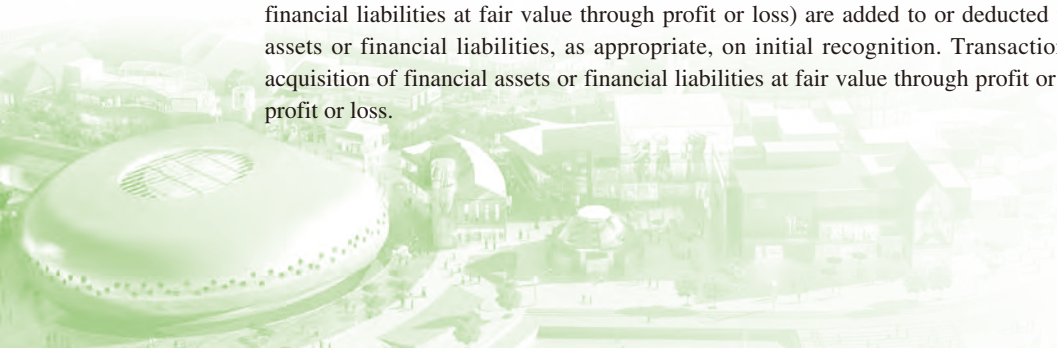 financial liabilities at fair value through profit or loss) are added to or deducted
assets or financial liabilities, as appropriate, on initial recognition. Transaction
acquisition of financial assets or financial liabilities at fair value through profit or
profit or loss.